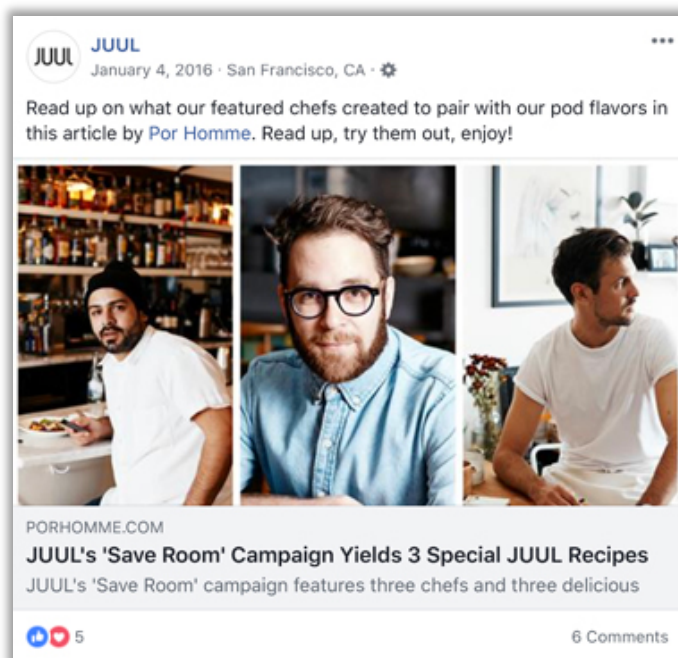 JUUL
JUUL
January 4, 2016 · San Francisco, CA ·
Read up on what our featured chefs created to pair with our pod flavors in
this article by Por Homme. Read up, try them out, enjoy!
PORHOMME.COM
JUUL's 'Save Room' Campaign Yields 3 Special JUUL Recipes
JUUL's 'Save Room' campaign features three chefs and three delicious
5
6 Comments